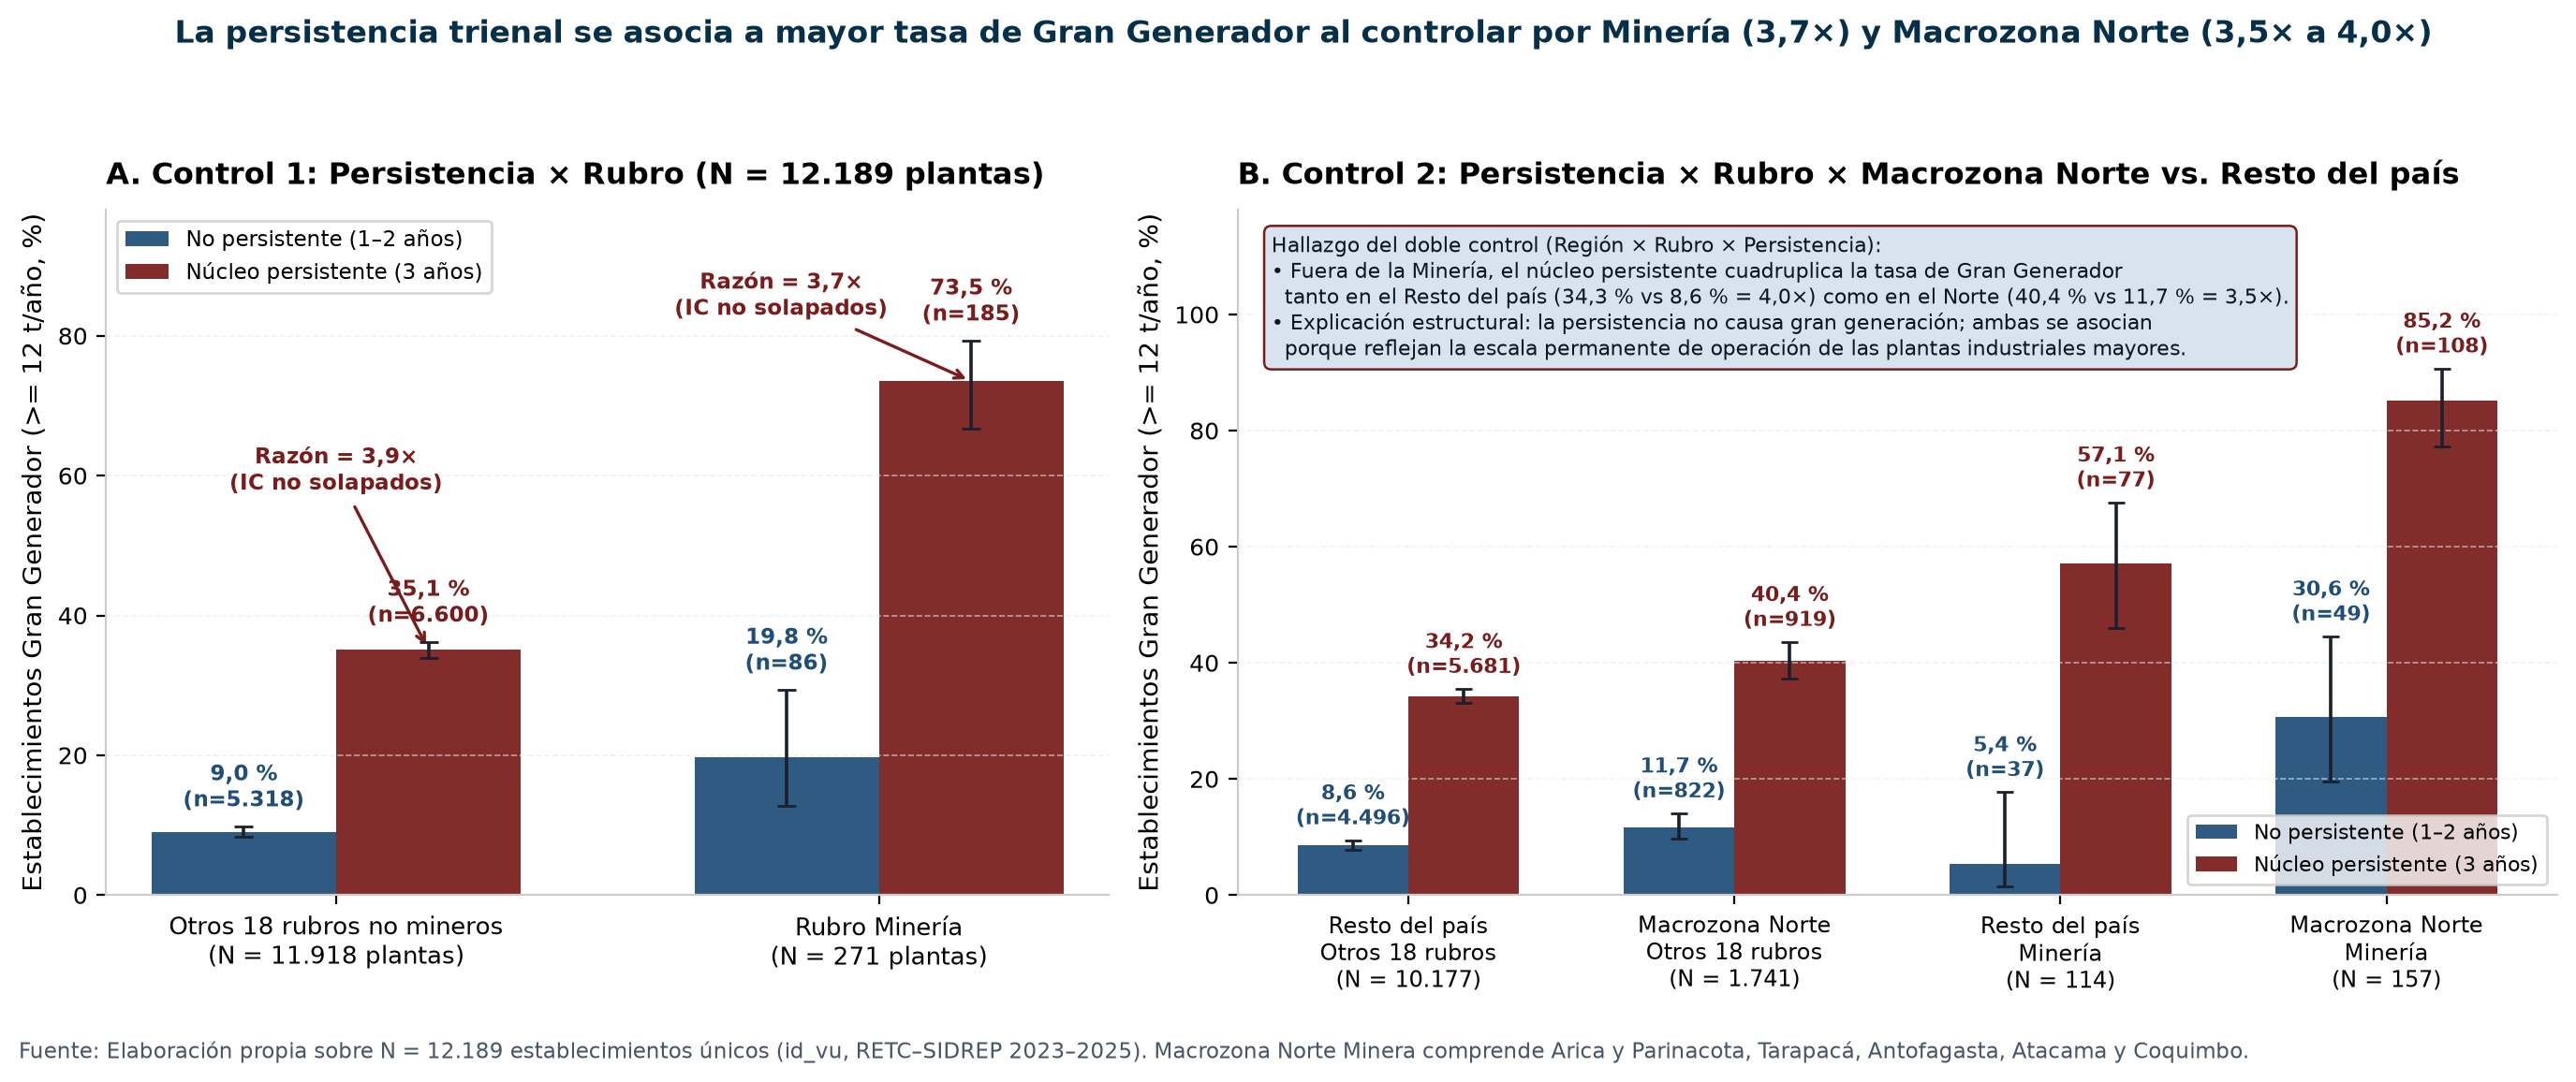 La persistencia trienal se asocia a mayor tasa de Gran Generador al controlar por Minería (3,7×) y Macrozona Norte (3,5× a 4,0×)
A. Control 1: Persistencia × Rubro (N = 12.189 plantas)
Establecimientos Gran Generador (>= 12 t/año, %)
No persistente (1–2 años)
Núcleo persistente (3 años)
80
60
40
20
0
Razón = 3,9×
(IC no solapados)
Razón = 3,7×
(IC no solapados)
9,0 %
(n=5.318)
35,1 %
(n=6.600)
19,8 %
(n=86)
73,5 %
(n=185)
Otros 18 rubros no mineros
(N = 11.918 plantas)
Rubro Minería
(N = 271 plantas)
B. Control 2: Persistencia × Rubro × Macrozona Norte vs. Resto del país
Establecimientos Gran Generador (>= 12 t/año, %)
Hallazgo del doble control (Región × Rubro × Persistencia):
• Fuera de la Minería, el núcleo persistente cuadruplica la tasa de Gran Generador
tanto en el Resto del país (34,3 % vs 8,6 % = 4,0×) como en el Norte (40,4 % vs 11,7 % = 3,5×).
• Explicación estructural: la persistencia no causa gran generación; ambas se asocian
porque reflejan la escala permanente de operación de las plantas industriales mayores.
100
80
60
40
20
0
8,6 %
(n=4.496)
34,2 %
(n=5.681)
11,7 %
(n=822)
40,4 %
(n=919)
5,4 %
(n=37)
57,1 %
(n=77)
30,6 %
(n=49)
85,2 %
(n=108)
No persistente (1–2 años)
Núcleo persistente (3 años)
Resto del país
Otros 18 rubros
(N = 10.177)
Macrozona Norte
Otros 18 rubros
(N = 1.741)
Resto del país
Minería
(N = 114)
Macrozona Norte
Minería
(N = 157)
Fuente: Elaboración propia sobre N = 12.189 establecimientos únicos (id_vu, RETC–SIDREP 2023–2025). Macrozona Norte Minera comprende Arica y Parinacota, Tarapacá, Antofagasta, Atacama y Coquimbo.